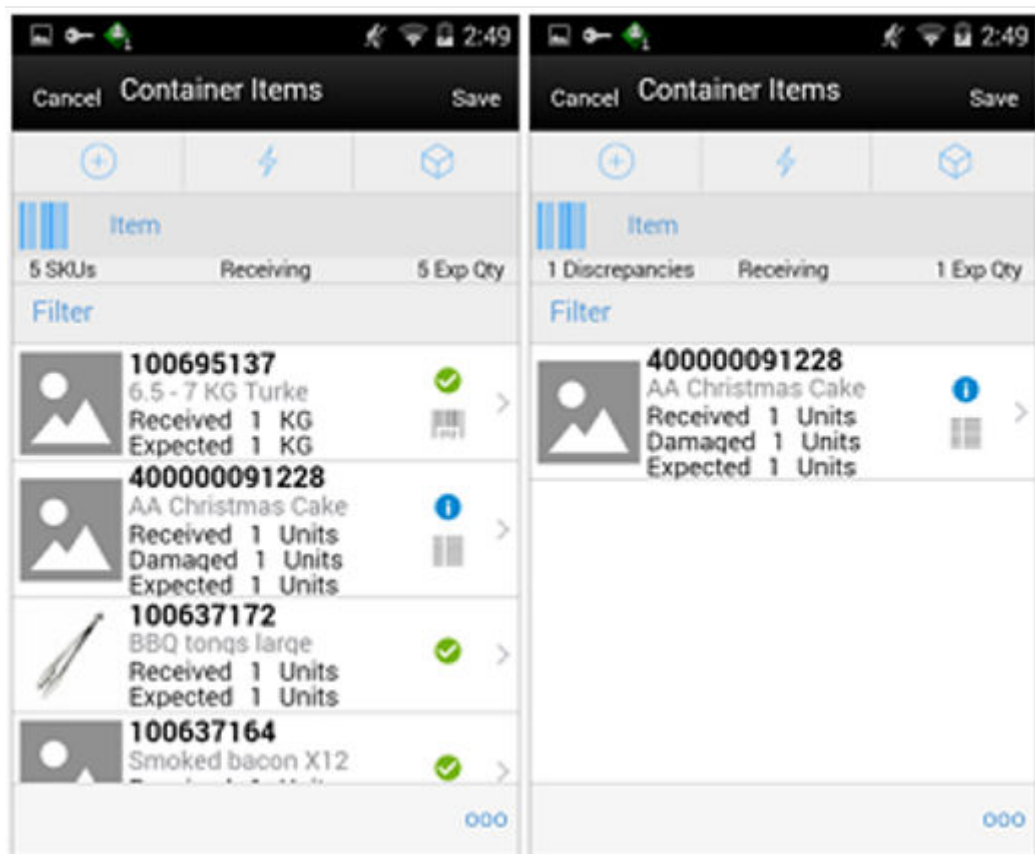 2:49
Cancel Container Items Save
Item
5 SKUs Receiving 5 Exp Qty
Filter
100695137
6.5 - 7 KG Turke
Received 1 KG
Expected 1 KG
400000091228
AA Christmas Cake
Received 1 Units
Damaged 1 Units
Expected 1 Units
100637172
BBQ tongs large
Received 1 Units
Expected 1 Units
100637164
Smoked bacon X12
2:49
Cancel Container Items Save
Item
1 Discrepancies Receiving 1 Exp Qty
Filter
400000091228
AA Christmas Cake
Received 1 Units
Damaged 1 Units
Expected 1 Units